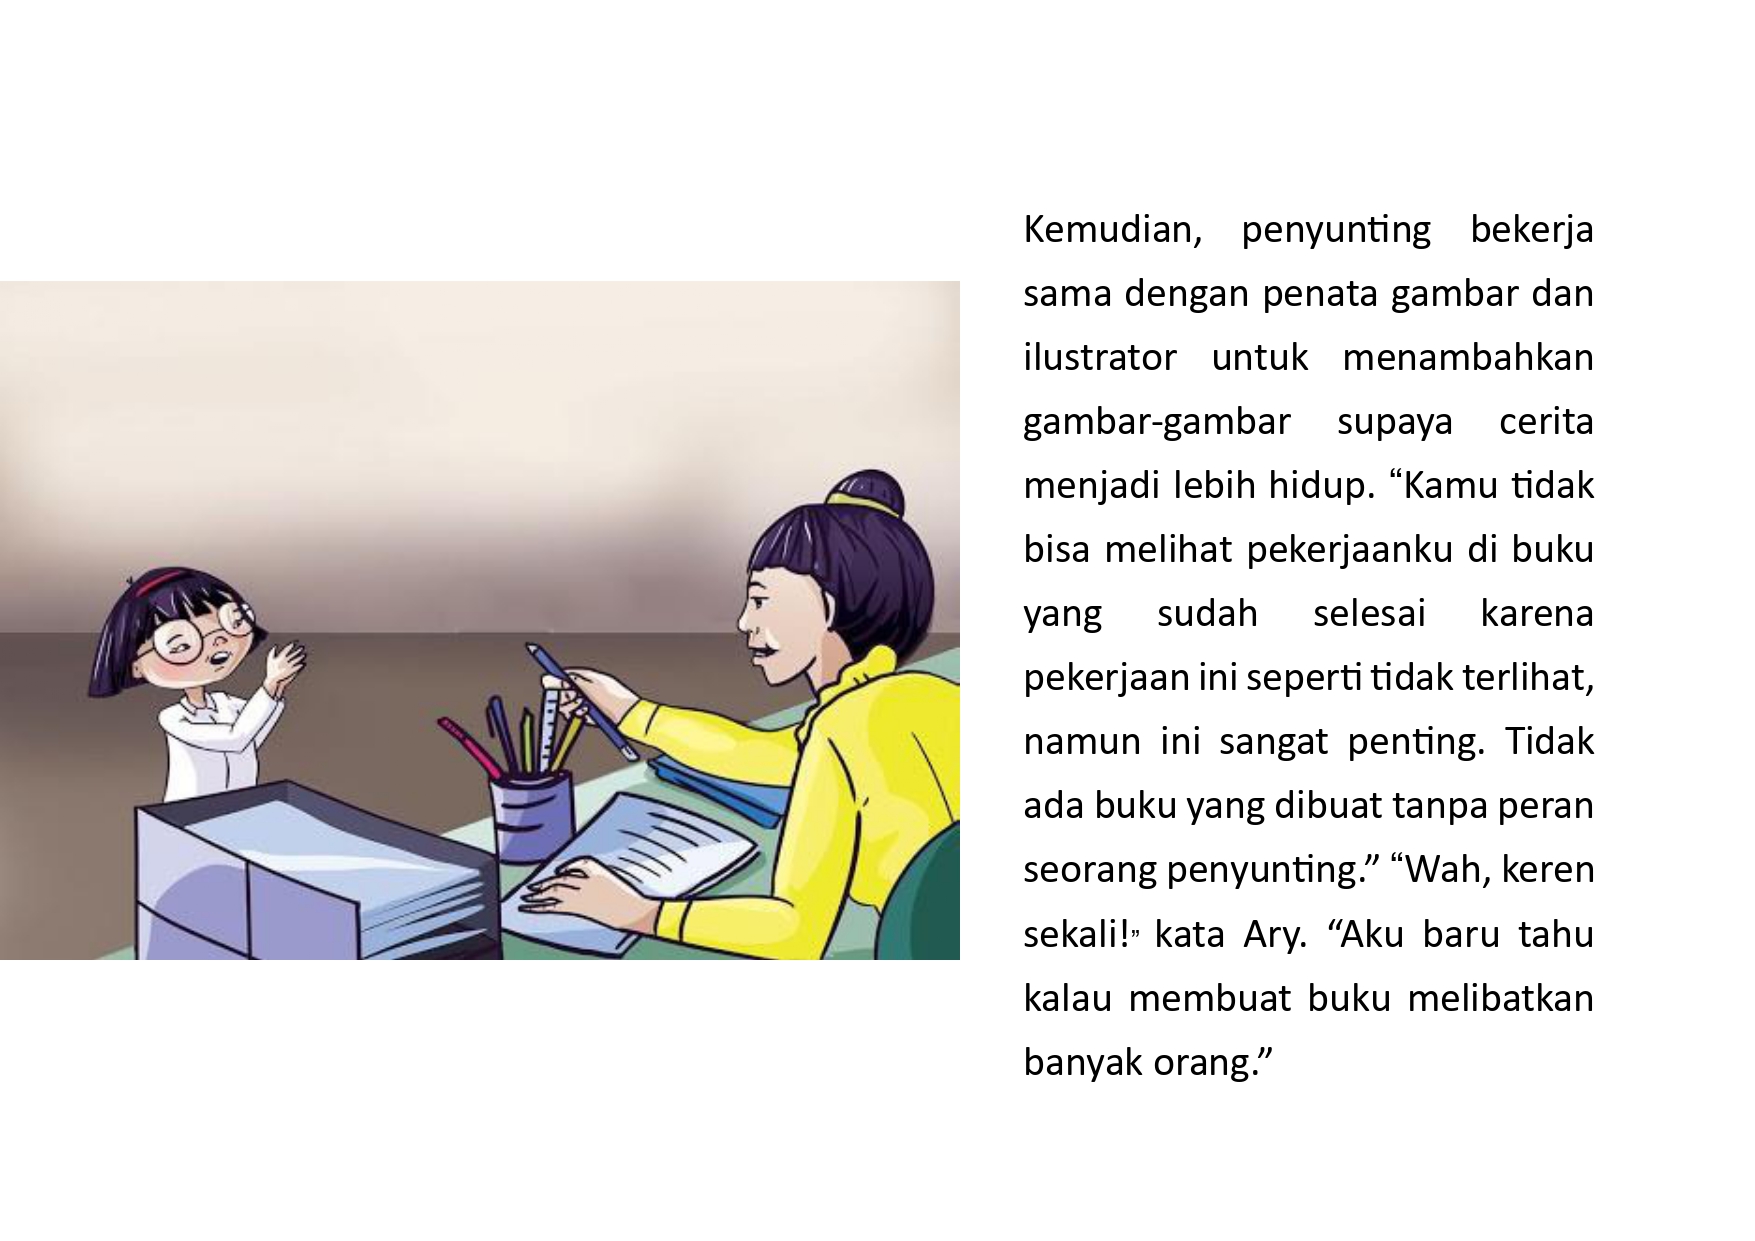 Kemudian, penyunting bekerja
sama dengan penata gambar dan
ilustrator untuk menambahkan
gambar-gambar supaya cerita
menjadi lebih hidup. “Kamu tidak
bisa melihat pekerjaanku di buku
yang sudah selesai karena
pekerjaan ini seperti tidak terlihat,
namun ini sangat penting. Tidak
ada buku yang dibuat tanpa peran
seorang penyunting.” “Wah, keren
sekali!” kata Ary. “Aku baru tahu
kalau membuat buku melibatkan
banyak orang.”